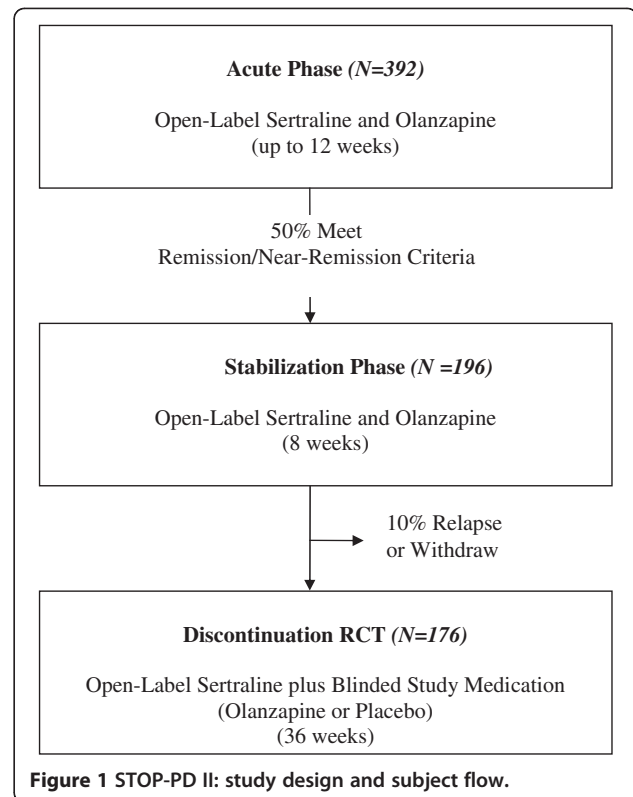 Acute Phase (N=392)
Open-Label Sertraline and Olanzapine
(up to 12 weeks)
50% Meet
Remission/Near-Remission Criteria
Stabilization Phase (N =196)
Open-Label Sertraline and Olanzapine
(8 weeks)
10% Relapse
or Withdraw
Discontinuation RCT (N=176)
Open-Label Sertraline plus Blinded Study Medication
(Olanzapine or Placebo)
(36 weeks)
Figure 1 STOP-PD II: study design and subject flow.